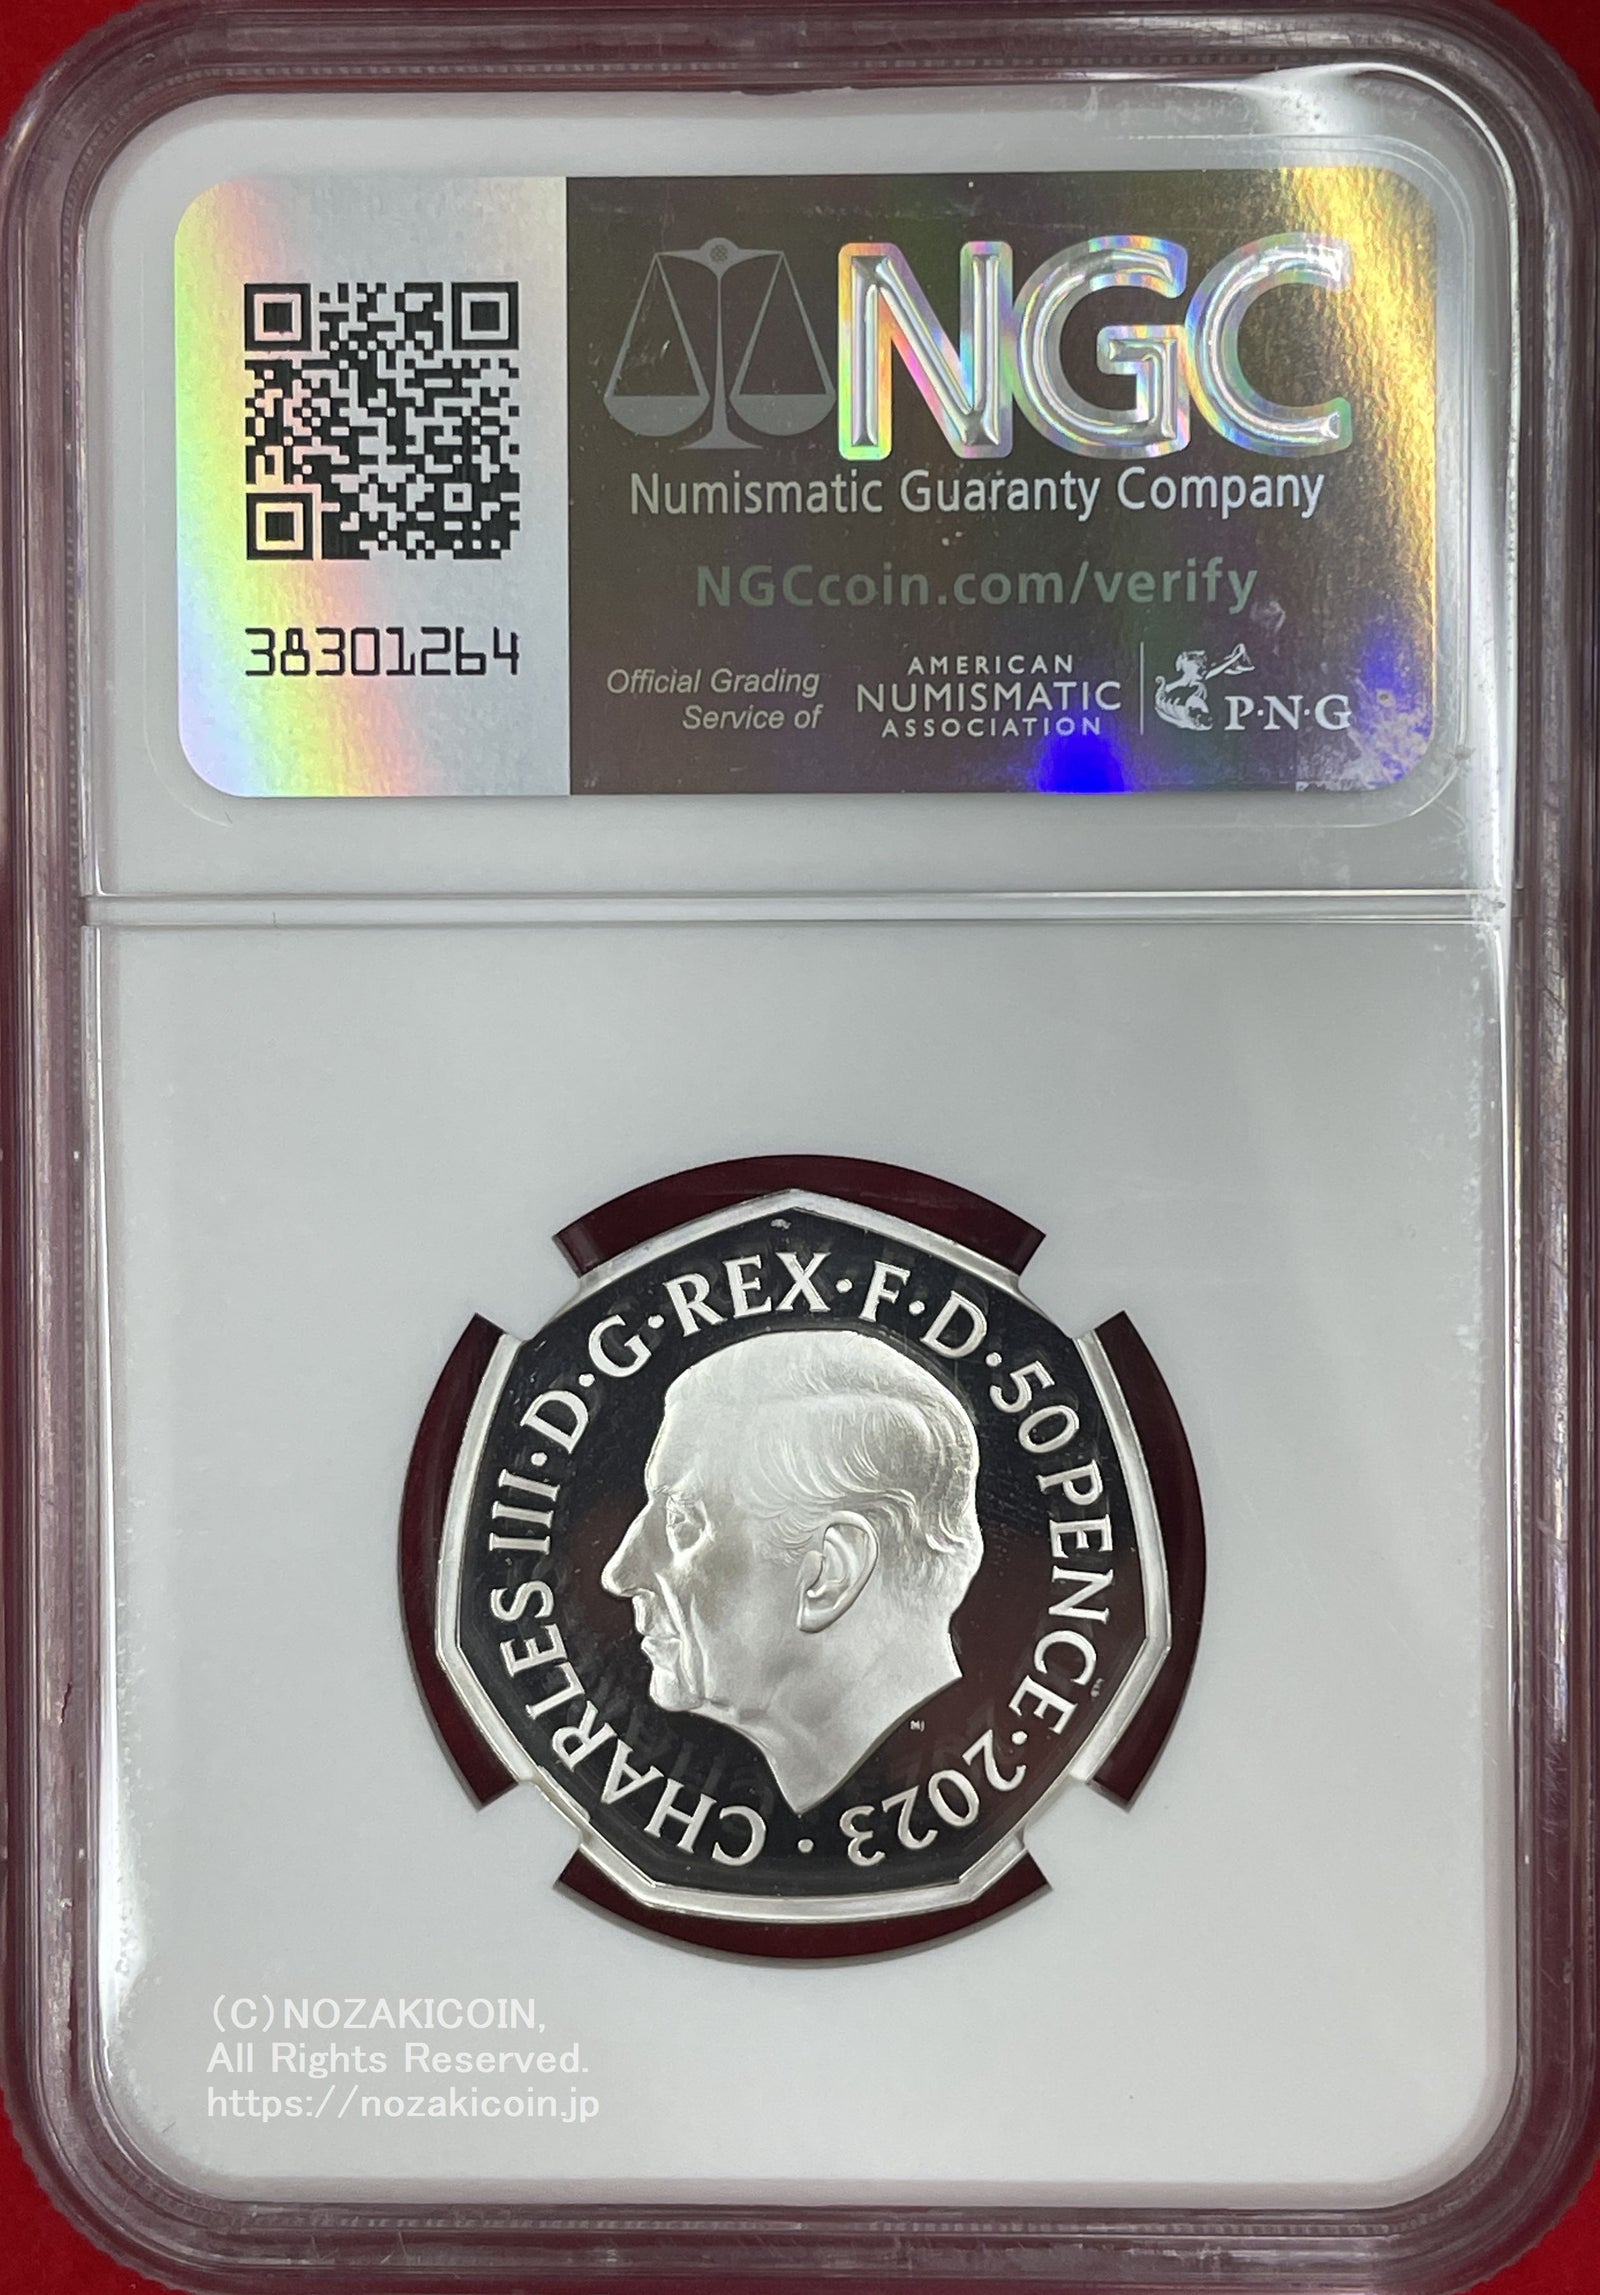 NGC
Numismatic Guaranty Company
NGCcoin.com/verify
38301264
Official Grading
Service of
AMERICAN
NUMISMATIC
ASSOCIATION
P·N·G
CHARLES III·D·G·REX·F·D·50 PENCE·2023·
MJ
(C)NOZAKICOIN,
All Rights Reserved.
https://nozakicoin.jp